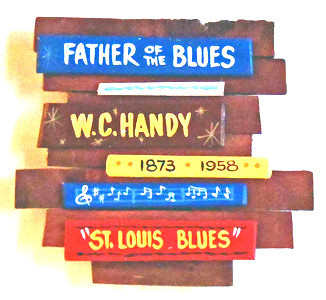 FATHER OF THE BLUES
W.C. HANDY
1873 • 1958
"ST. LOUIS BLUES"